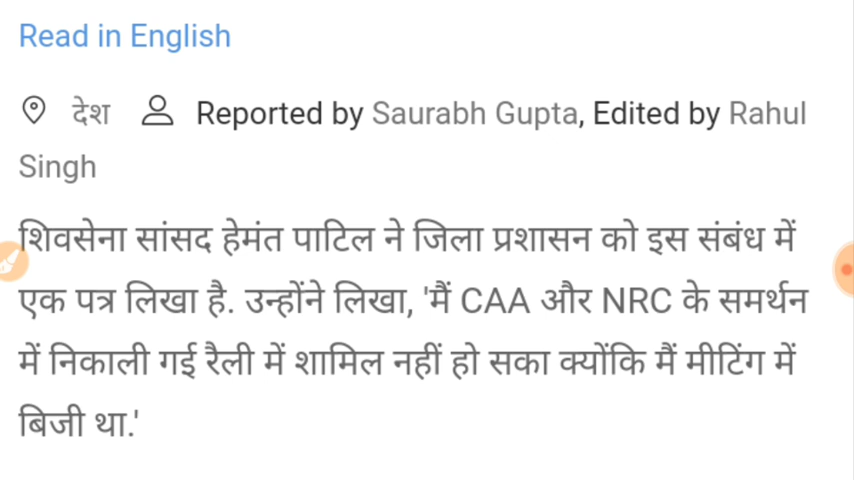 Read in English
देश Reported by Saurabh Gupta, Edited by Rahul
Singh
शिवसेना सांसद हेमंत पाटिल ने जिला प्रशासन को इस संबंध में
एक पत्र लिखा है. उन्होंने लिखा, 'मैं CAA और NRC के समर्थन
में निकाली गई रैली में शामिल नहीं हो सका क्योंकि मैं मीटिंग में
बिजी था.'